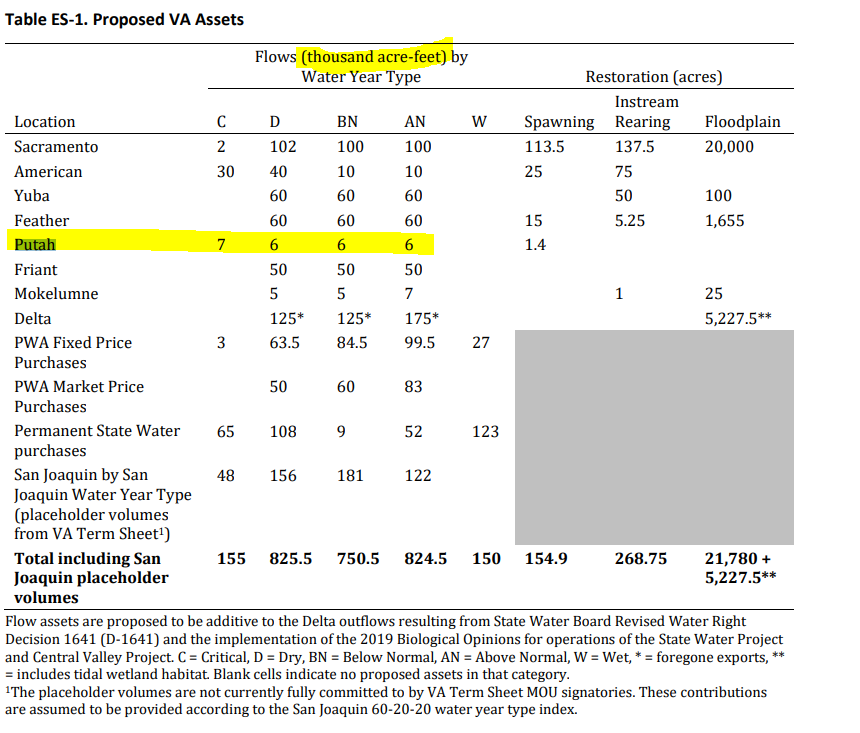 Table ES-1. Proposed VA Assets
Flows (thousand acre-feet) by
Water Year Type
Restoration (acres)
Location C D BN AN W Spawning Instream Rearing Floodplain
Sacramento 2 102 100 100 113.5 137.5 20,000
American 30 40 10 10 25 75
Yuba 60 60 60 50 100
Feather 60 60 60 15 5.25 1,655
Putah 7 6 6 6 1.4
Friant 50 50 50
Mokelumne 5 5 7 1 25
Delta 125* 125* 175* 5,227.5**
PWA Fixed Price 3 63.5 84.5 99.5 27
Purchases
PWA Market Price 50 60 83
Purchases
Permanent State Water 65 108 9 52 123
purchases
San Joaquin by San 48 156 181 122
Joaquin Water Year Type
(placeholder volumes
from VA Term Sheet¹)
Total including San 155 825.5 750.5 824.5 150 154.9 268.75 21,780 +
Joaquin placeholder 5,227.5**
volumes
Flow assets are proposed to be additive to the Delta outflows resulting from State Water Board Revised Water Right
Decision 1641 (D-1641) and the implementation of the 2019 Biological Opinions for operations of the State Water Project
and Central Valley Project. C = Critical, D = Dry, BN = Below Normal, AN = Above Normal, W = Wet, * = foregone exports, **
= includes tidal wetland habitat. Blank cells indicate no proposed assets in that category.
¹The placeholder volumes are not currently fully committed to by VA Term Sheet MOU signatories. These contributions
are assumed to be provided according to the San Joaquin 60-20-20 water year type index.